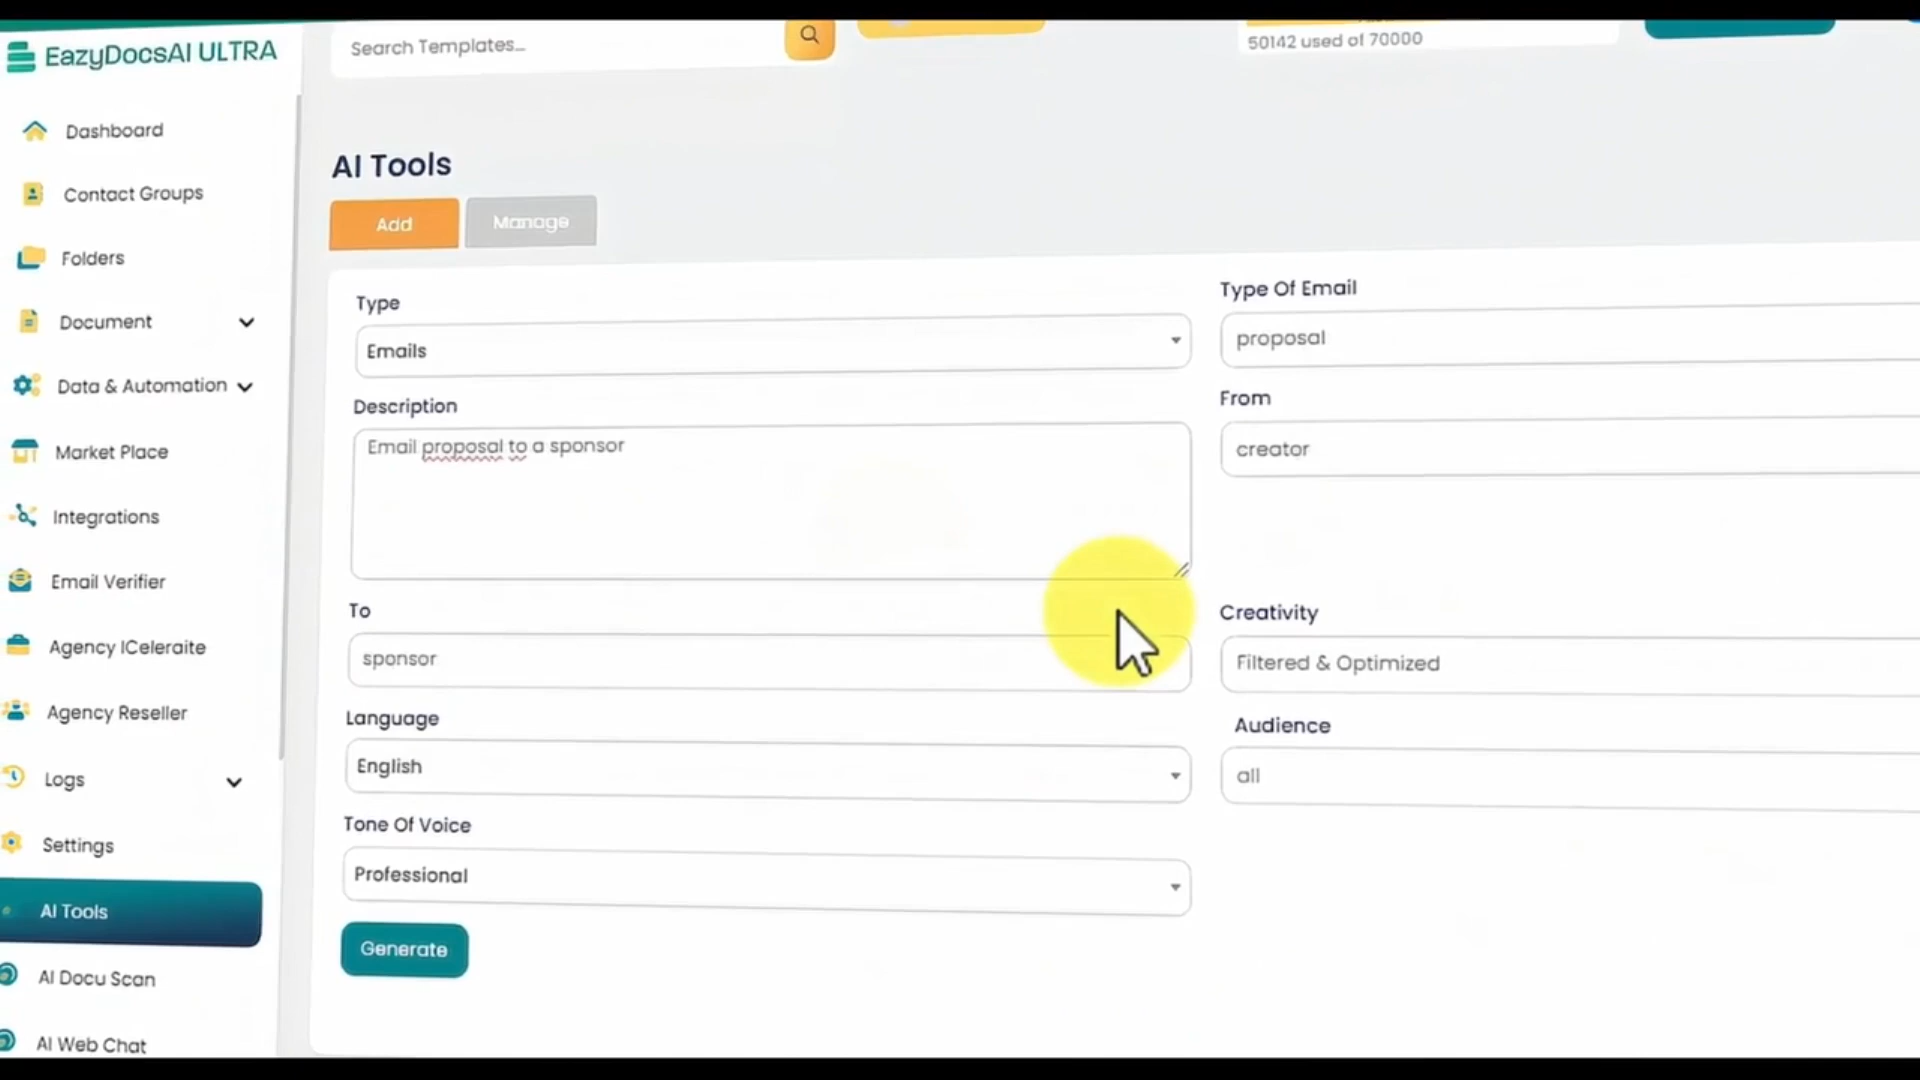 EazyDocsAI ULTRA
Search Templates...
50142 used of 70000
Dashboard
Contact Groups
Folders
Document
Data & Automation
Market Place
Integrations
Email Verifier
Agency ICeleraite
Agency Reseller
Logs
Settings
AI Tools
AI Docu Scan
AI Web Chat
AI Tools
Add
Manage
Type
Emails
Type Of Email
proposal
Description
Email proposal to a sponsor
From
creator
To
sponsor
Creativity
Filtered & Optimized
Language
English
Audience
all
Tone Of Voice
Professional
Generate